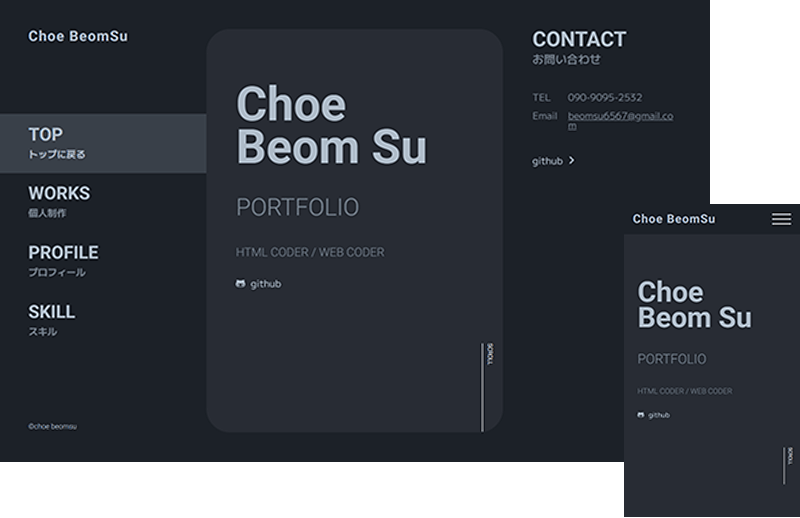 Choe BeomSu
TOP
トップに戻る
WORKS
個人制作
PROFILE
プロフィール
SKILL
スキル
©choe beomsu
Choe
Beom Su
PORTFOLIO
HTML CODER / WEB CODER
github
SCROLL
CONTACT
お問い合わせ
TEL 090-9095-2532
Email beomsu6567@gmail.co
m
github
Choe BeomSu
Choe
Beom Su
PORTFOLIO
HTML CODER / WEB CODER
github
SCROLL